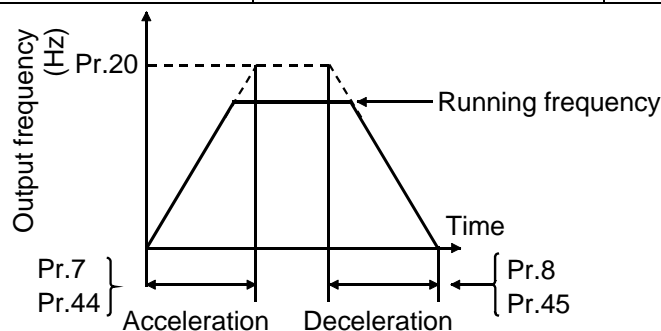 Output frequency
(Hz)
Pr.20
Running frequency
Time
Pr.7
Pr.44
Pr.8
Pr.45
Acceleration
Deceleration